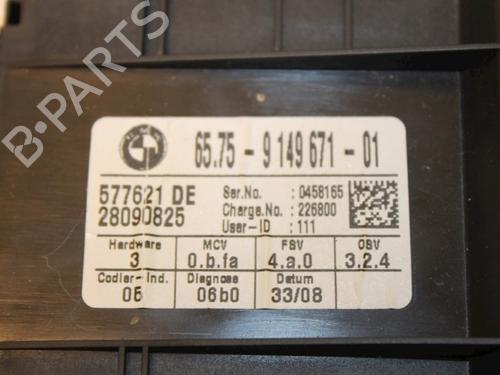 B-PARTS
65.75 - 9 149 671 - 01
577621 DE
28090825
Ser.No. : 0458165
Charge.No. : 226800
User-ID : 111
Hardware MCV FSV OSV
3 0.b.fa 4.a.0 3.2.4
Codier-Ind. Diagnose Datum
05 06b0 33/08